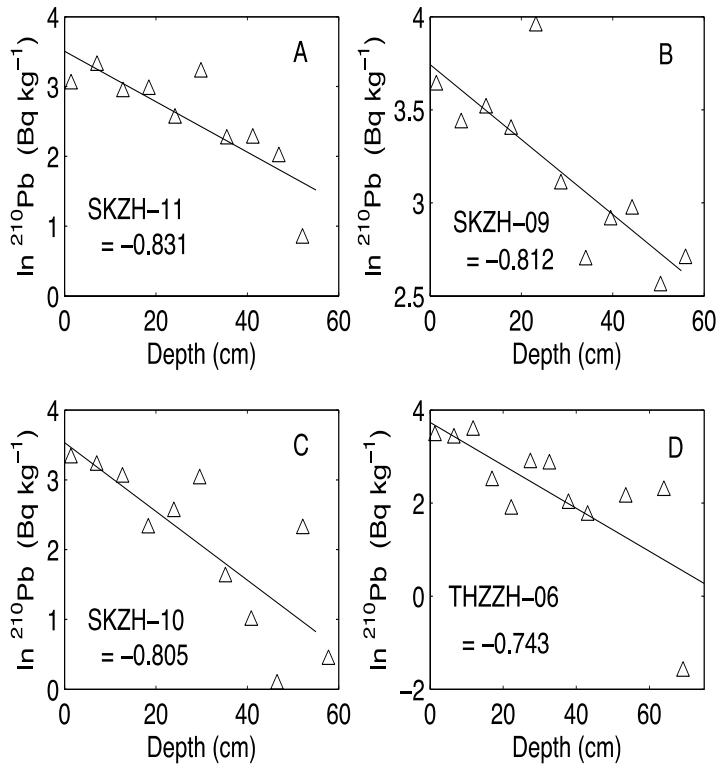 A
ln ²¹⁰Pb (Bq kg⁻¹)
4
3
2
1
0
SKZH−11
= −0.831
0 20 40 60
Depth (cm)
B
ln ²¹⁰Pb (Bq kg⁻¹)
4
3.5
3
2.5
SKZH−09
= −0.812
0 20 40 60
Depth (cm)
C
ln ²¹⁰Pb (Bq kg⁻¹)
4
3
2
1
0
SKZH−10
= −0.805
0 20 40 60
Depth (cm)
D
ln ²¹⁰Pb (Bq kg⁻¹)
4
2
0
−2
THZZH−06
= −0.743
0 20 40 60
Depth (cm)